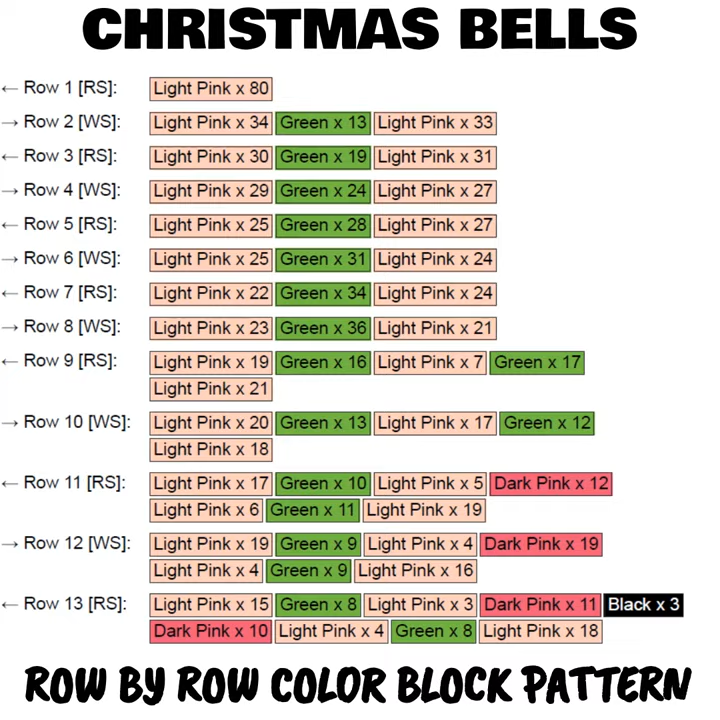 CHRISTMAS BELLS
← Row 1 [RS]: Light Pink x 80
→ Row 2 [WS]: Light Pink x 34 Green x 13 Light Pink x 33
← Row 3 [RS]: Light Pink x 30 Green x 19 Light Pink x 31
→ Row 4 [WS]: Light Pink x 29 Green x 24 Light Pink x 27
← Row 5 [RS]: Light Pink x 25 Green x 28 Light Pink x 27
→ Row 6 [WS]: Light Pink x 25 Green x 31 Light Pink x 24
← Row 7 [RS]: Light Pink x 22 Green x 34 Light Pink x 24
→ Row 8 [WS]: Light Pink x 23 Green x 36 Light Pink x 21
← Row 9 [RS]: Light Pink x 19 Green x 16 Light Pink x 7 Green x 17
Light Pink x 21
→ Row 10 [WS]: Light Pink x 20 Green x 13 Light Pink x 17 Green x 12
Light Pink x 18
← Row 11 [RS]: Light Pink x 17 Green x 10 Light Pink x 5 Dark Pink x 12
Light Pink x 6 Green x 11 Light Pink x 19
→ Row 12 [WS]: Light Pink x 19 Green x 9 Light Pink x 4 Dark Pink x 19
Light Pink x 4 Green x 9 Light Pink x 16
← Row 13 [RS]: Light Pink x 15 Green x 8 Light Pink x 3 Dark Pink x 11 Black x 3
Dark Pink x 10 Light Pink x 4 Green x 8 Light Pink x 18
ROW BY ROW COLOR BLOCK PATTERN